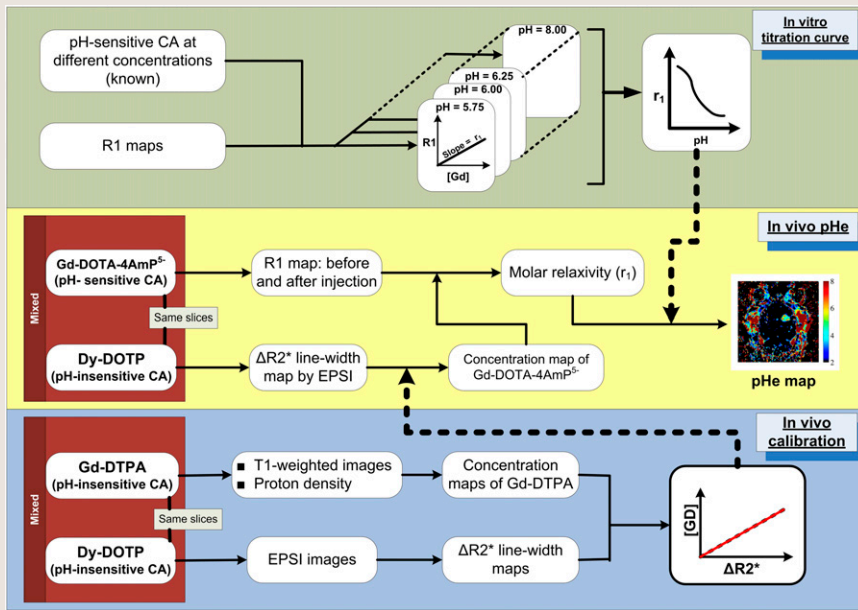 In vitro
titration curve
pH-sensitive CA at
different concentrations
(known)
R1 maps
pH = 8.00
pH = 6.25
pH = 6.00
pH = 5.75
R1
Slope = r₁
[Gd]
r₁
pH
In vivo pHe
Mixed
Gd-DOTA-4AmP⁵⁻
(pH- sensitive CA)
Same slices
Dy-DOTP
(pH-insensitive CA)
R1 map: before
and after injection
ΔR2* line-width
map by EPSI
Molar relaxivity (r₁)
Concentration map of
Gd-DOTA-4AmP⁵⁻
8
6
4
2
pHe map
In vivo
calibration
Mixed
Gd-DTPA
(pH-insensitive CA)
Same slices
Dy-DOTP
(pH-insensitive CA)
▪ T1-weighted images
▪ Proton density
EPSI images
Concentration
maps of Gd-DTPA
ΔR2* line-width
maps
[GD]
ΔR2*